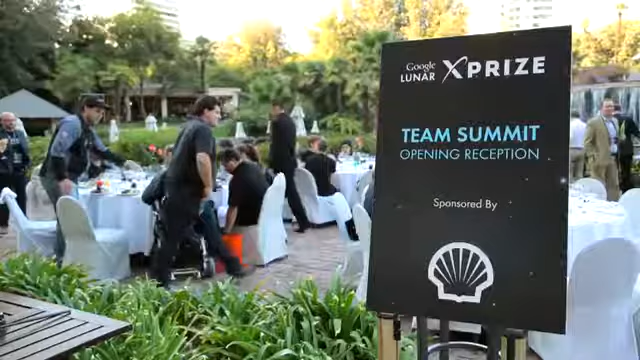 Google
LUNAR XPRIZE
TEAM SUMMIT
OPENING RECEPTION
Sponsored By